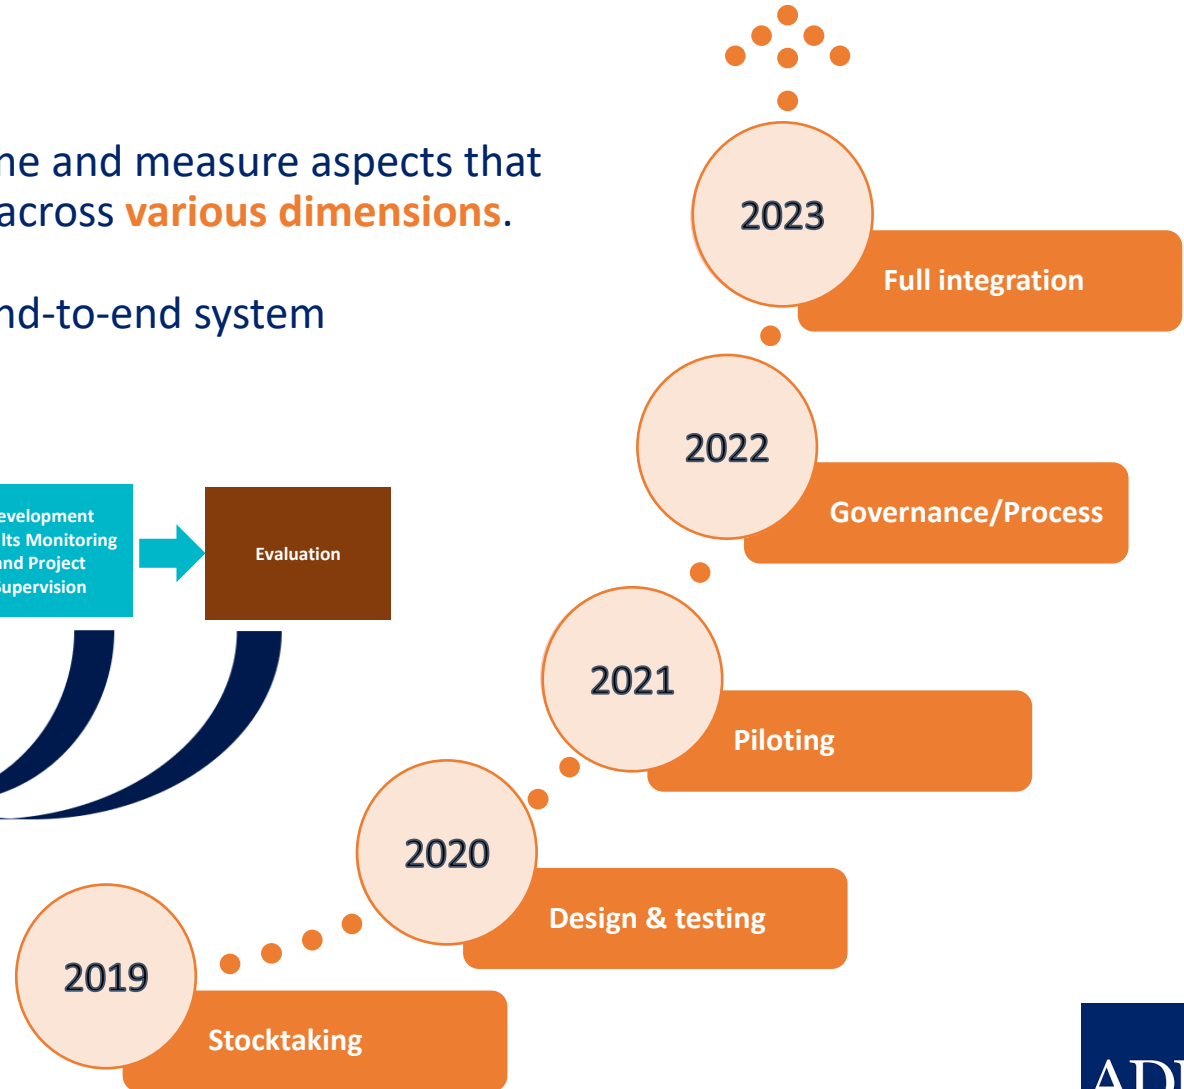 ne and measure aspects that
across various dimensions.
nd-to-end system
evelopment
lts Monitoring
nd Project
upervision
Evaluation
2023
Full integration
2022
Governance/Process
2021
Piloting
2020
Design & testing
2019
Stocktaking